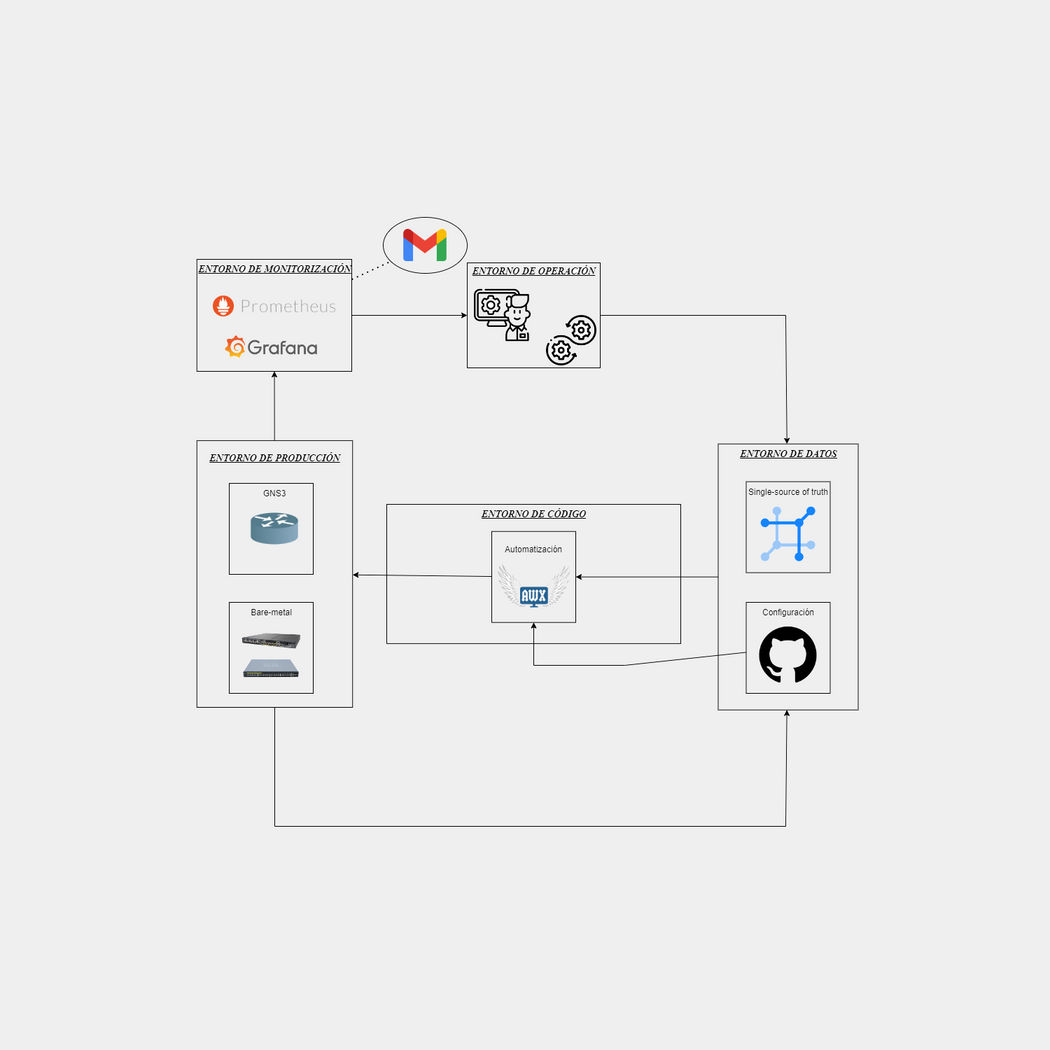 ENTORNO DE MONITORIZACIÓN
Prometheus
Grafana
ENTORNO DE OPERACIÓN
ENTORNO DE PRODUCCIÓN
GNS3
Bare-metal
ENTORNO DE CÓDIGO
Automatización
AWX
ENTORNO DE DATOS
Single-source of truth
Configuración